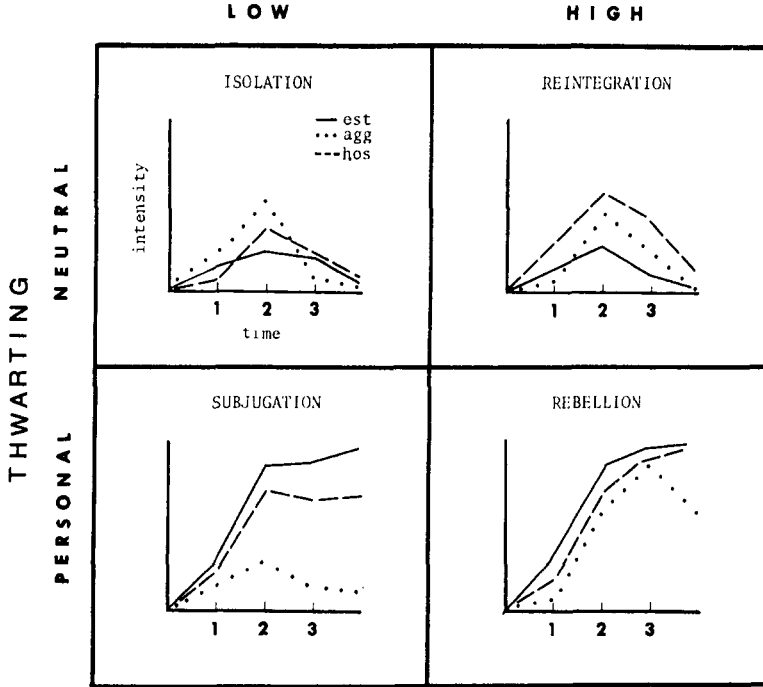 LOW HIGH
THWARTING
NEUTRAL
ISOLATION
est
agg
hos
intensity
1 2 3
time
REINTEGRATION
1 2 3
PERSONAL
SUBJUGATION
1 2 3
REBELLION
1 2 3